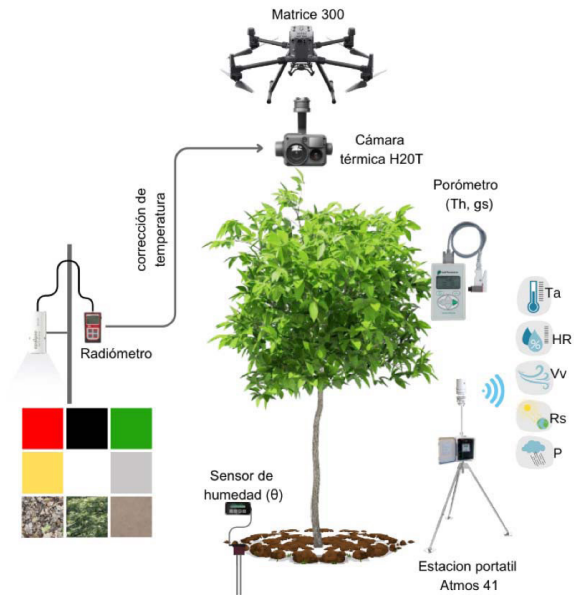 Matrice 300
Cámara
térmica H20T
Porómetro
(Th, gs)
corrección de
temperatura
Radiómetro
Ta
HR
Vv
Rs
P
Sensor de
humedad (θ)
Estacion portatil
Atmos 41